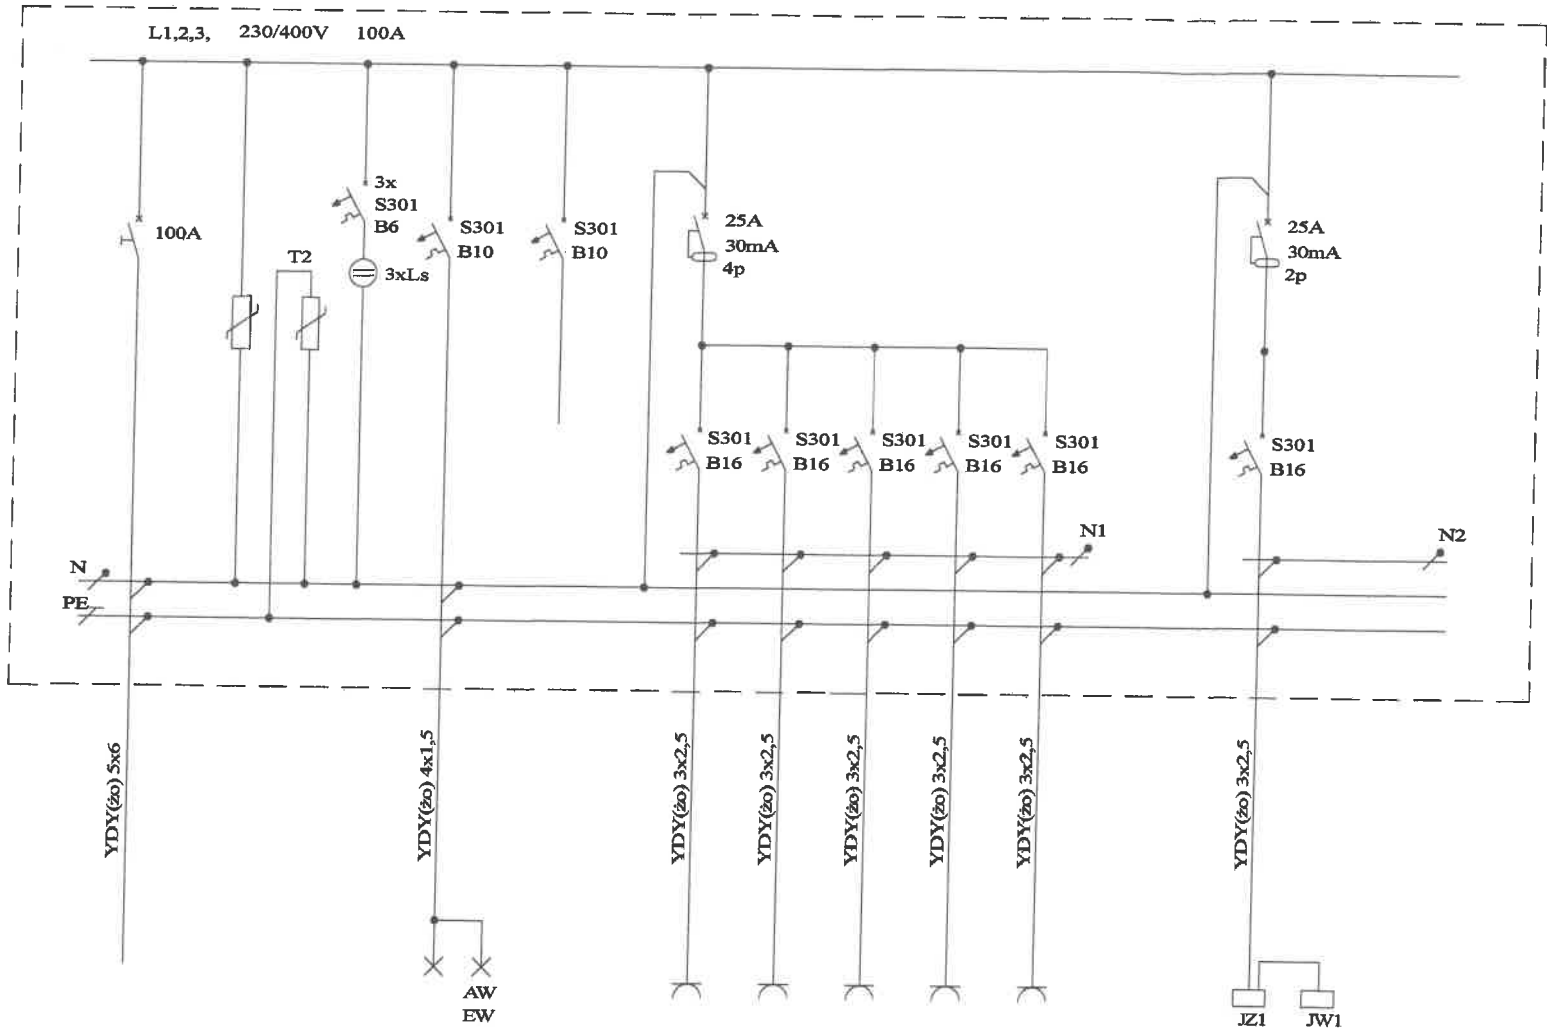 L1,2,3, 230/400V 100A
100A
T2
3x
S301
B6
3xLs
S301
B10
S301
B10
25A
30mA
4p
25A
30mA
2p
S301
B16
S301
B16
S301
B16
S301
B16
S301
B16
S301
B16
N1
N2
N
PE
YDY(żo) 5x6
YDY(żo) 4x1,5
YDY(żo) 3x2,5
YDY(żo) 3x2,5
YDY(żo) 3x2,5
YDY(żo) 3x2,5
YDY(żo) 3x2,5
YDY(żo) 3x2,5
AW
EW
JZ1
JW1